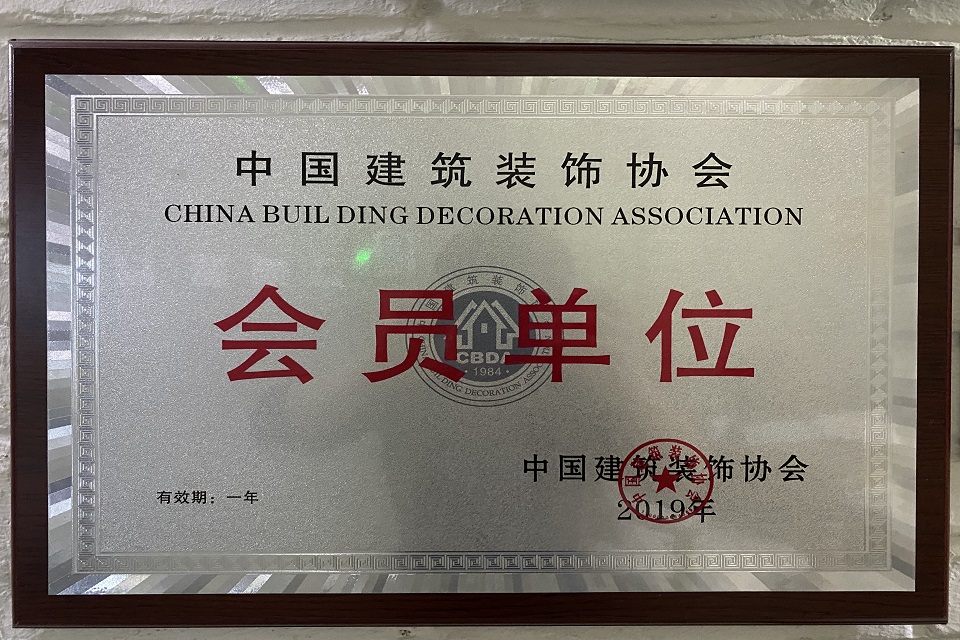 中国建筑装饰协会
CHINA BUIL DING DECORATION ASSOCIATION
会员单位
CBDA
·1984·
中国建筑装饰协会
有效期：一年
2019年